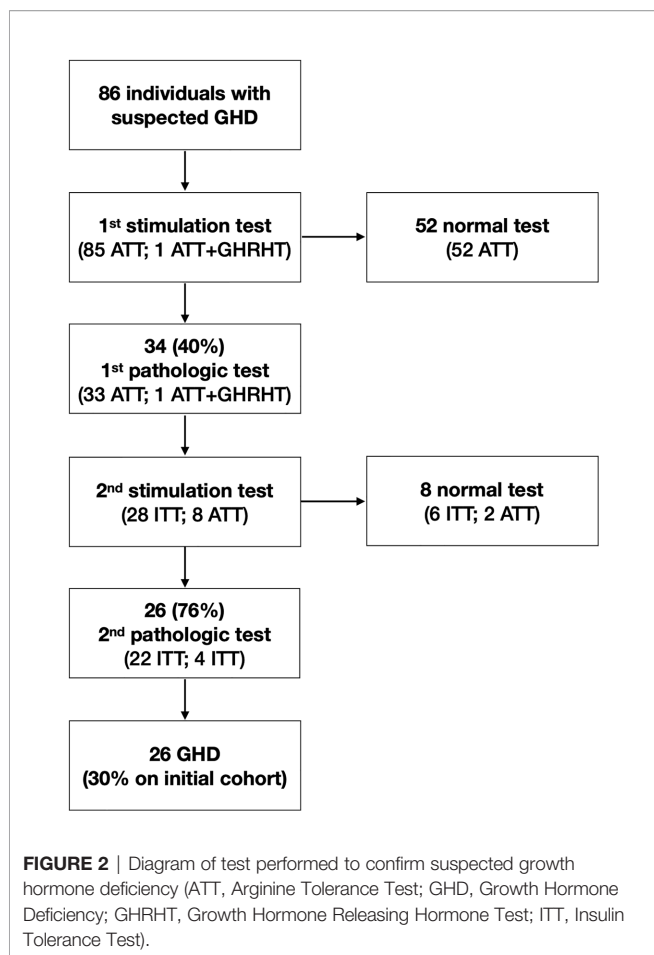 86 individuals with
suspected GHD
1st stimulation test
(85 ATT; 1 ATT+GHRHT)
52 normal test
(52 ATT)
34 (40%)
1st pathologic test
(33 ATT; 1 ATT+GHRHT)
2nd stimulation test
(28 ITT; 8 ATT)
8 normal test
(6 ITT; 2 ATT)
26 (76%)
2nd pathologic test
(22 ITT; 4 ITT)
26 GHD
(30% on initial cohort)
FIGURE 2 | Diagram of test performed to confirm suspected growth
hormone deficiency (ATT, Arginine Tolerance Test; GHD, Growth Hormone
Deficiency; GHRHT, Growth Hormone Releasing Hormone Test; ITT, Insulin
Tolerance Test).